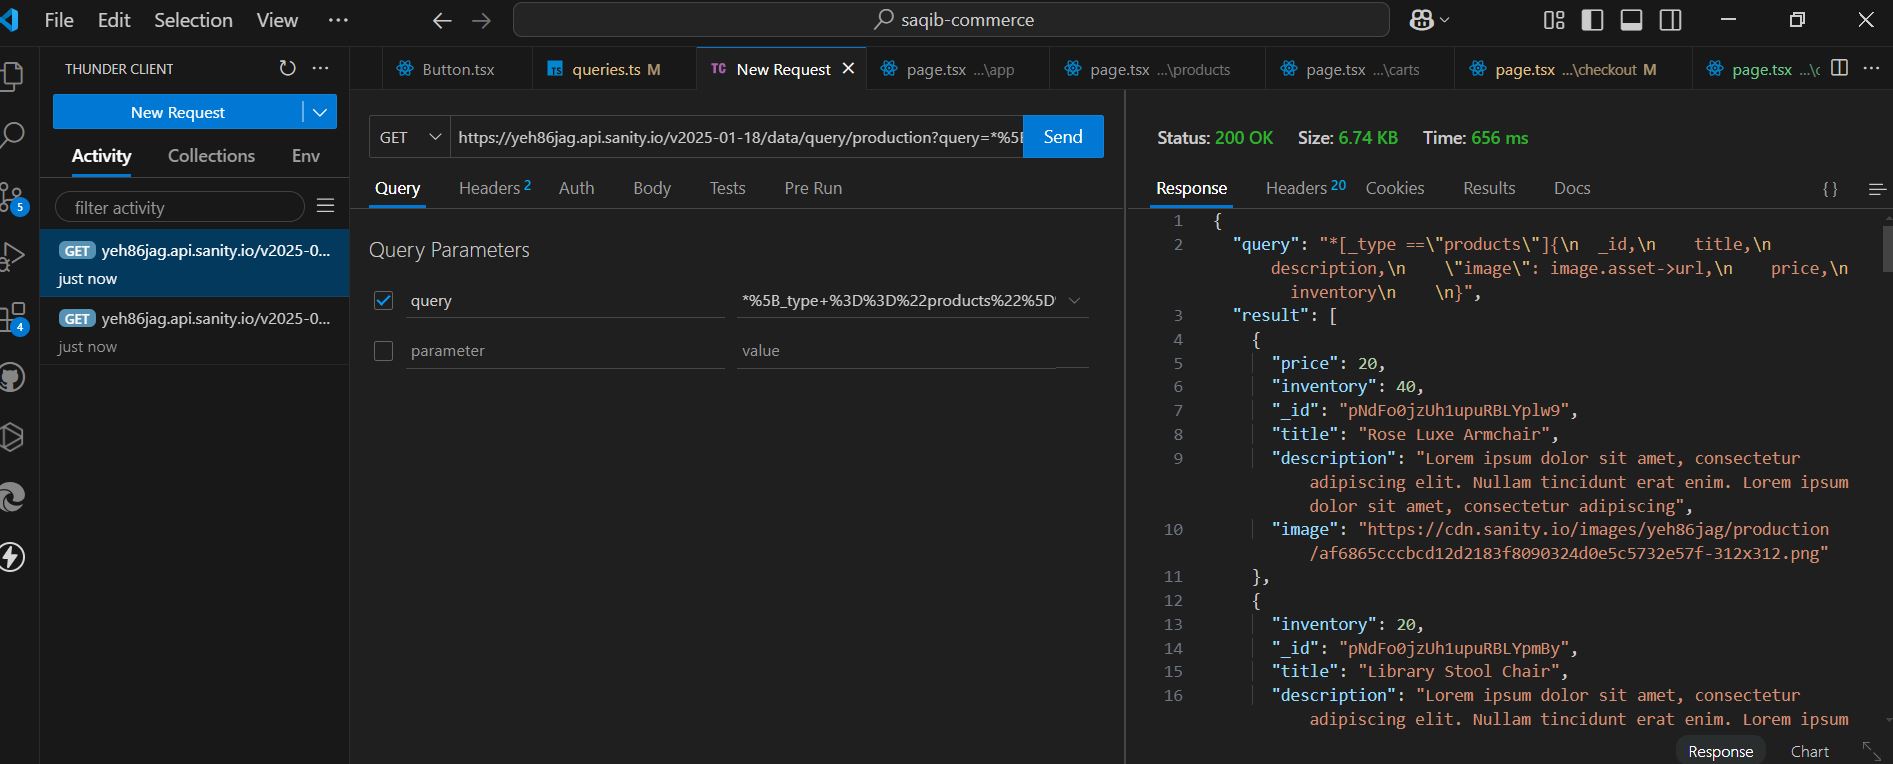 File Edit Selection View ···
saqib-commerce
THUNDER CLIENT
New Request
Activity Collections Env
filter activity
GET yeh86jag.api.sanity.io/v2025-0...
just now
GET yeh86jag.api.sanity.io/v2025-0...
just now
5
4
Button.tsx
TS queries.ts M
TC New Request
page.tsx ...\app
page.tsx ...\products
page.tsx ...\carts
page.tsx ...\checkout M
page.tsx
GET https://yeh86jag.api.sanity.io/v2025-01-18/data/query/production?query=*%5B Send
Query Headers 2 Auth Body Tests Pre Run
Query Parameters
query *%5B_type+%3D%3D%22products%22%5D
parameter value
Status: 200 OK Size: 6.74 KB Time: 656 ms
Response Headers 20 Cookies Results Docs {}
1 {
2 "query": "*[_type ==\"products\"]{\n _id,\n title,\n
description,\n \"image\": image.asset->url,\n price,\n
inventory\n \n}",
3 "result": [
4 {
5 "price": 20,
6 "inventory": 40,
7 "_id": "pNdFo0jzUh1upuRBLYplw9",
8 "title": "Rose Luxe Armchair",
9 "description": "Lorem ipsum dolor sit amet, consectetur
adipiscing elit. Nullam tincidunt erat enim. Lorem ipsum
dolor sit amet, consectetur adipiscing",
10 "image": "https://cdn.sanity.io/images/yeh86jag/production
/af6865cccbcd12d2183f8090324d0e5c5732e57f-312x312.png"
11 },
12 {
13 "inventory": 20,
14 "_id": "pNdFo0jzUh1upuRBLYpmBy",
15 "title": "Library Stool Chair",
16 "description": "Lorem ipsum dolor sit amet, consectetur
adipiscing elit. Nullam tincidunt erat enim. Lorem ipsum
Response Chart